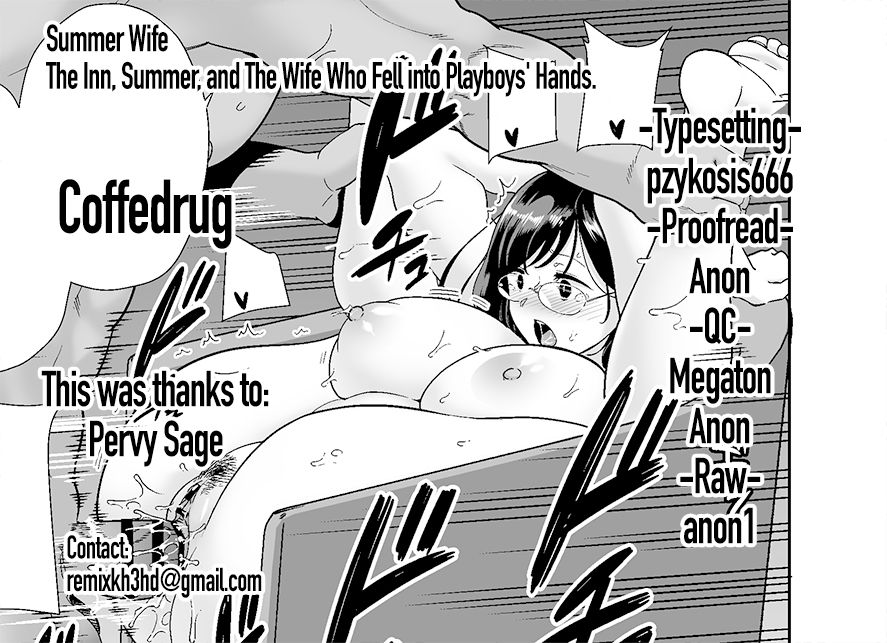 Summer Wife
The Inn, Summer, and The Wife Who Fell into Playboys' Hands.
Coffedrug
This was thanks to:
Pervy Sage
Contact:
remixkh3hd@gmail.com
-Typesetting-
pzykosis666
-Proofread-
Anon
-QC-
Megaton
Anon
-Raw-
anon1